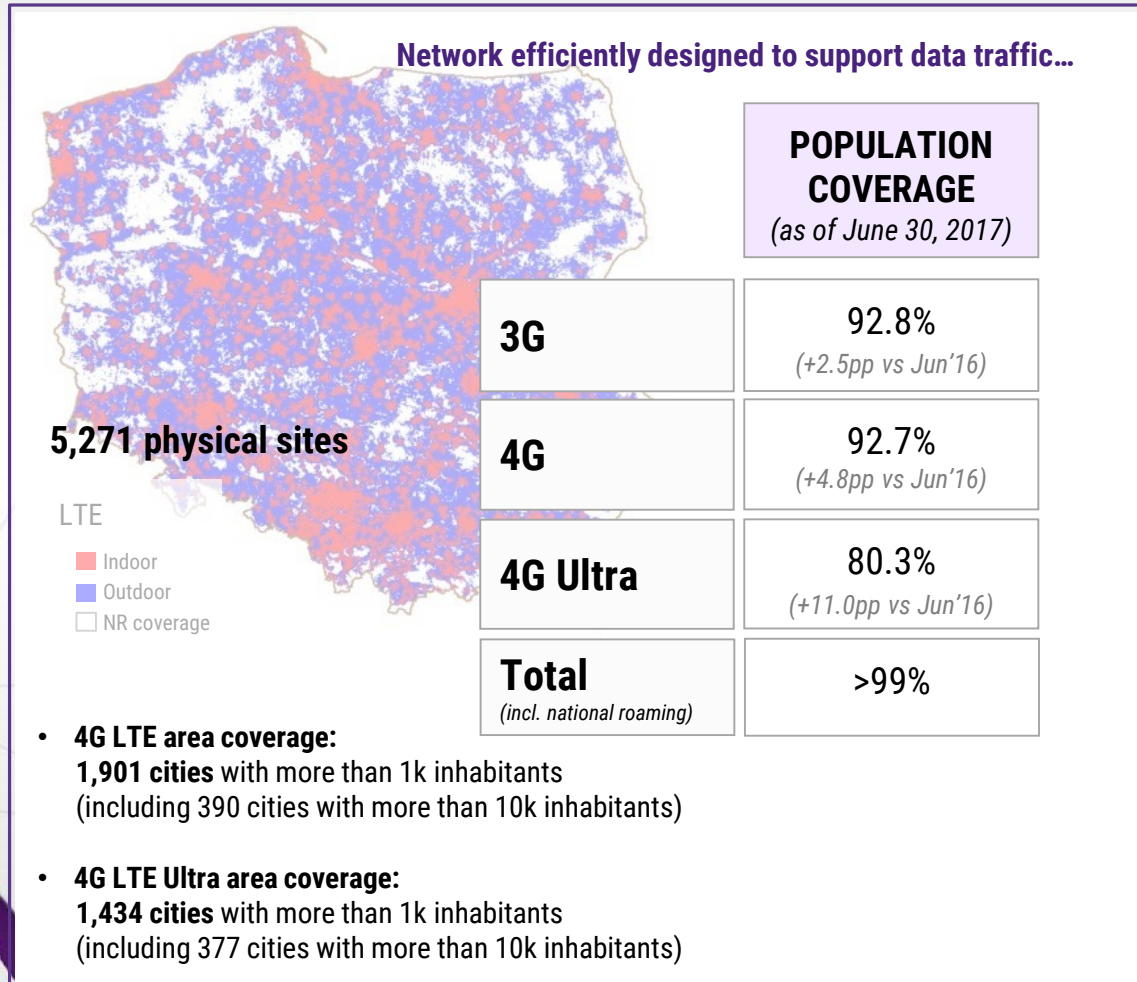 Network efficiently designed to support data traffic…
POPULATION
COVERAGE
(as of June 30, 2017)
3G
92.8%
(+2.5pp vs Jun’16)
5,271 physical sites
4G
92.7%
(+4.8pp vs Jun’16)
LTE
Indoor
Outdoor
NR coverage
4G Ultra
80.3%
(+11.0pp vs Jun’16)
Total
(incl. national roaming)
>99%
• 4G LTE area coverage:
1,901 cities with more than 1k inhabitants
(including 390 cities with more than 10k inhabitants)
• 4G LTE Ultra area coverage:
1,434 cities with more than 1k inhabitants
(including 377 cities with more than 10k inhabitants)